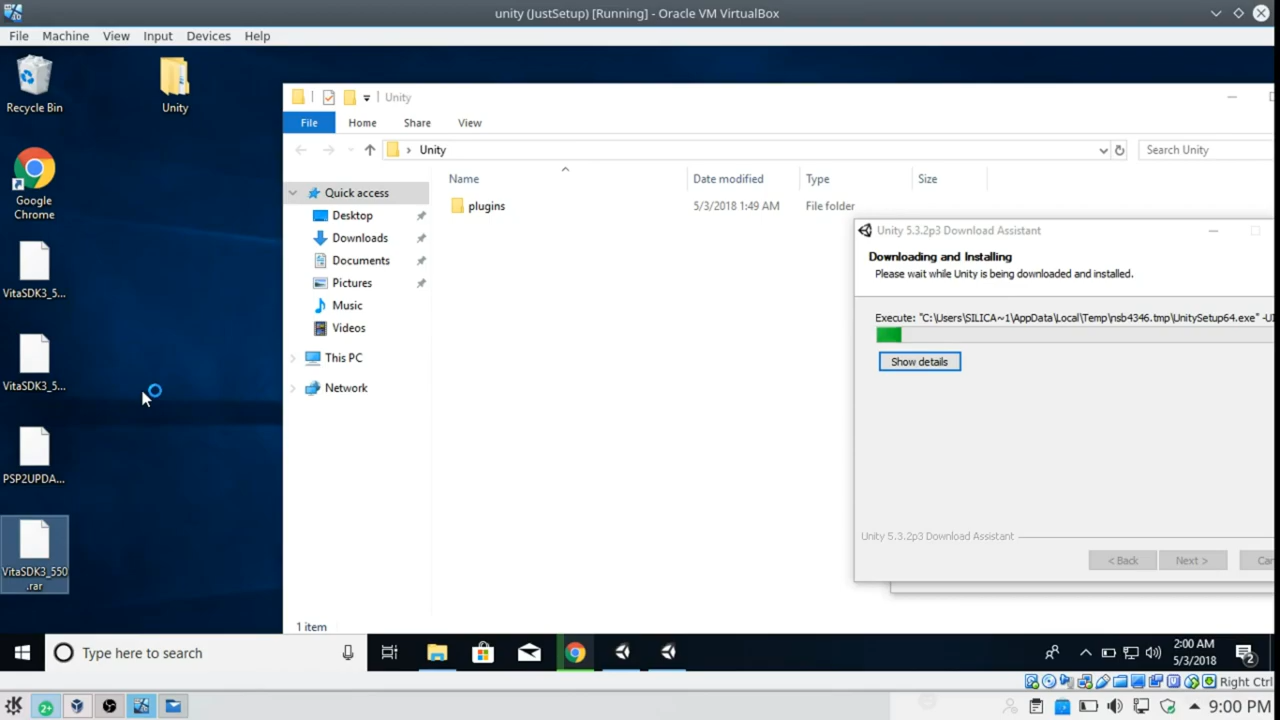 unity (JustSetup) [Running] - Oracle VM VirtualBox
File Machine View Input Devices Help
Recycle Bin
Unity
Google Chrome
VitaSDK3_5...
VitaSDK3_5...
PSP2UPDA...
VitaSDK3_550
.rar
Unity
File Home Share View
Unity
Search Unity
Quick access
Desktop
Downloads
Documents
Pictures
Music
Videos
This PC
Network
Name Date modified Type Size
plugins 5/3/2018 1:49 AM File folder
1 item
Unity 5.3.2p3 Download Assistant
Downloading and Installing
Please wait while Unity is being downloaded and installed.
Execute: "C:\Users\SILICA~1\AppData\Local\Temp\nsb4346.tmp\UnitySetup64.exe" -UI
Show details
Unity 5.3.2p3 Download Assistant
< Back Next > Can
Type here to search
2:00 AM
5/3/2018
2
Right Ctrl
9:00 PM